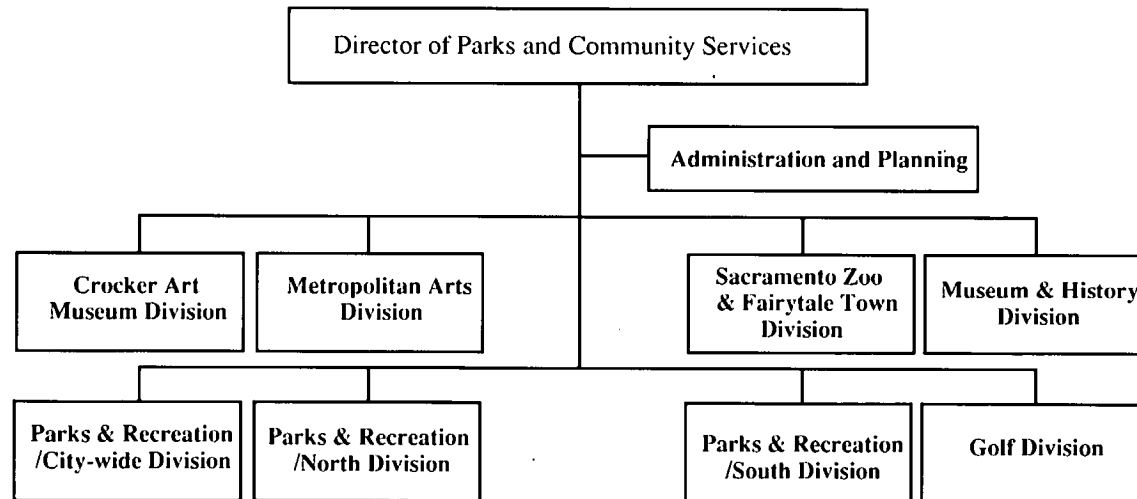 Director of Parks and Community Services
Administration and Planning
Crocker Art
Museum Division
Metropolitan Arts
Division
Sacramento Zoo
& Fairytale Town
Division
Museum & History
Division
Parks & Recreation
/City-wide Division
Parks & Recreation
/North Division
Parks & Recreation
/South Division
Golf Division